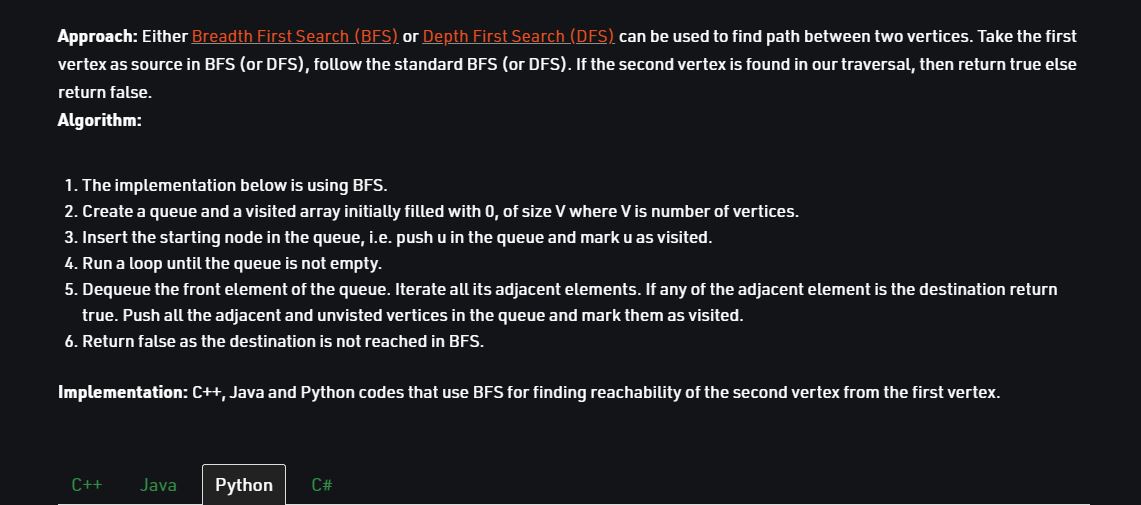 Approach: Either Breadth First Search (BFS) or Depth First Search (DFS) can be used to find path between two vertices. Take the first
vertex as source in BFS (or DFS), follow the standard BFS (or DFS). If the second vertex is found in our traversal, then return true else
return false.
Algorithm:
1. The implementation below is using BFS.
2. Create a queue and a visited array initially filled with 0, of size V where V is number of vertices.
3. Insert the starting node in the queue, i.e. push u in the queue and mark u as visited.
4. Run a loop until the queue is not empty.
5. Dequeue the front element of the queue. Iterate all its adjacent elements. If any of the adjacent element is the destination return
true. Push all the adjacent and unvisted vertices in the queue and mark them as visited.
6. Return false as the destination is not reached in BFS.
Implementation: C++, Java and Python codes that use BFS for finding reachability of the second vertex from the first vertex.
C++ Java Python C#